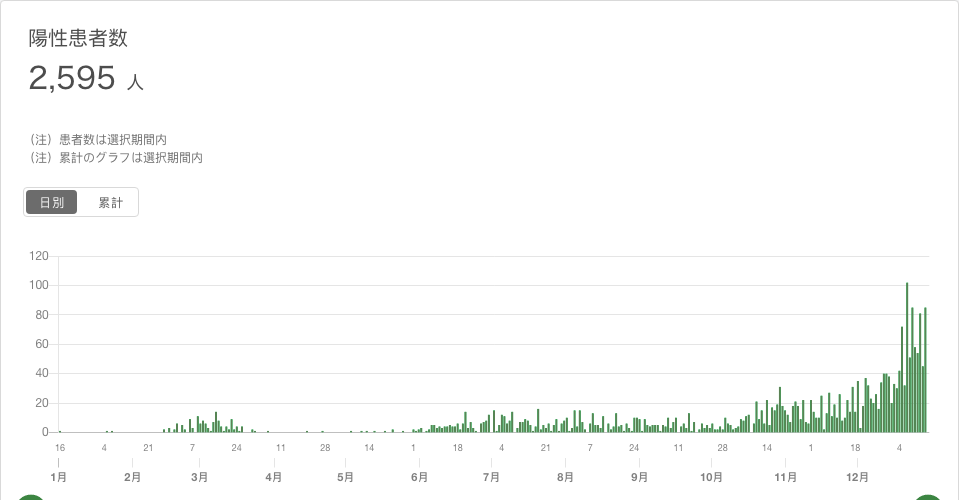 陽性患者数
2,595 人
（注）患者数は選択期間内
（注）累計のグラフは選択期間内
日別 累計
120
100
80
60
40
20
0
16 4 21 7 24 11 28 14 1 18 4 21 7 24 11 28 14 1 18 4
1月 2月 3月 4月 5月 6月 7月 8月 9月 10月 11月 12月